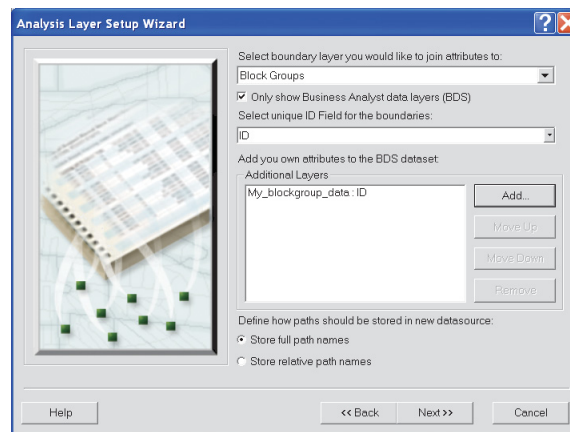 Analysis Layer Setup Wizard
Select boundary layer you would like to join attributes to:
Block Groups
Only show Business Analyst data layers (BDS)
Select unique ID Field for the boundaries:
ID
Add you own attributes to the BDS dataset:
Additional Layers
My_blockgroup_data : ID
Add...
Move Up
Move Down
Remove
Define how paths should be stored in new datasource:
Store full path names
Store relative path names
Help
<< Back
Next >>
Cancel